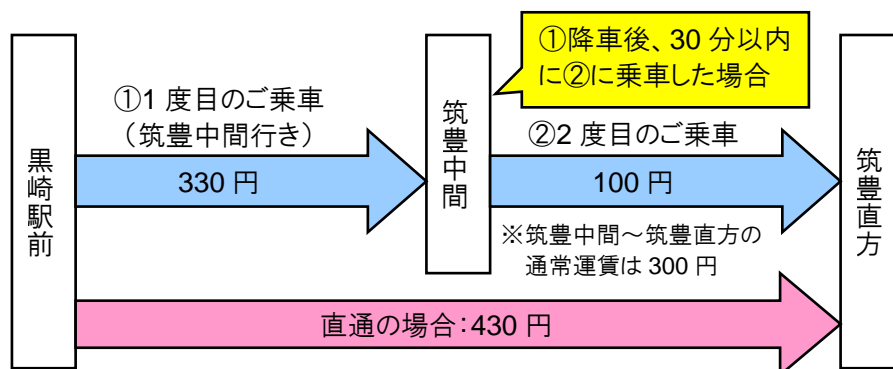 ①降車後、30 分以内
に②に乗車した場合
①1 度目のご乗車
（筑豊中間行き）
②2 度目のご乗車
黒崎駅前
330 円
筑豊中間
100 円
筑豊直方
※筑豊中間～筑豊直方の
通常運賃は 300 円
直通の場合：430 円